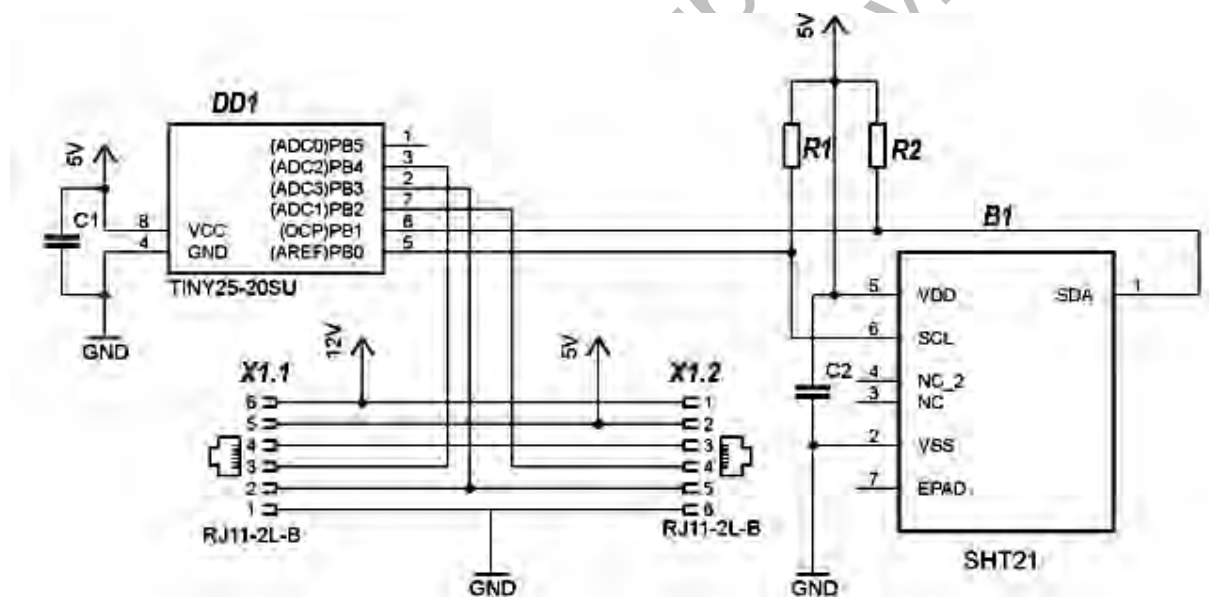 5V
DD1
5V
C1
8
4
VCC
GND
(ADC0)PB5
(ADC2)PB4
(ADC3)PB3
(ADC1)PB2
(OCP)PB1
(AREF)PB0
1
3
2
7
6
5
TINY25-20SU
GND
R1
R2
B1
5
6
4
3
2
7
VDD
SCL
NC_2
NC
VSS
EPAD
SDA
1
C2
SHT21
GND
12V
5V
X1.1
6
5
4
3
2
1
RJ11-2L-B
X1.2
1
2
3
4
5
6
RJ11-2L-B
GND